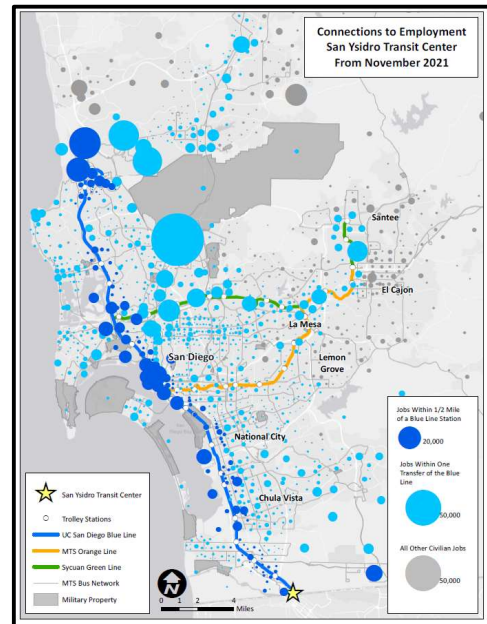 Connections to Employment
San Ysidro Transit Center
From November 2021
Santee
El Cajon
La Mesa
San Diego
Lemon
Grove
National City
Chula Vista
Jobs Within 1/2 Mile
of a Blue Line Station
20,000
Jobs Within One
Transfer of the Blue
Line
50,000
All Other Civilian Jobs
50,000
San Ysidro Transit Center
Trolley Stations
UC San Diego Blue Line
MTS Orange Line
Sycuan Green Line
MTS Bus Network
Military Property
N
0 1 2 4
Miles